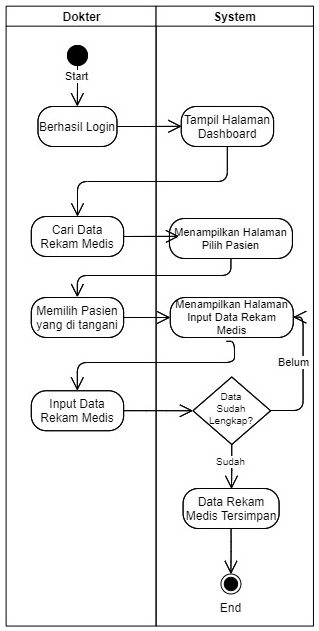 Dokter
System
Start
Berhasil Login
Tampil Halaman
Dashboard
Cari Data
Rekam Medis
Menampilkan Halaman
Pilih Pasien
Memilih Pasien
yang di tangani
Menampilkan Halaman
Input Data Rekam
Medis
Belum
Input Data
Rekam Medis
Data
Sudah
Lengkap?
Sudah
Data Rekam
Medis Tersimpan
End